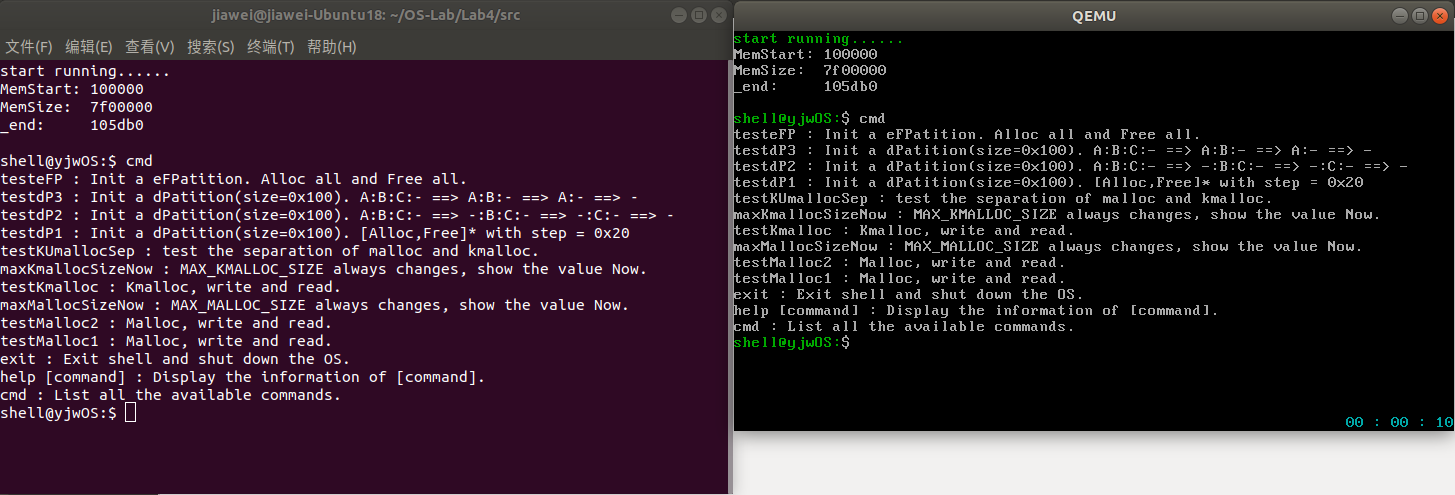 jiawei@jiawei-Ubuntu18: ~/OS-Lab/Lab4/src
文件(F) 编辑(E) 查看(V) 搜索(S) 终端(T) 帮助(H)
start running......
MemStart: 100000
MemSize:  7f00000
_end:     105db0
shell@yjwOS:$ cmd
testeFP : Init a eFPatition. Alloc all and Free all.
testdP3 : Init a dPatition(size=0x100). A:B:C:- ==> A:B:- ==> A:- ==> -
testdP2 : Init a dPatition(size=0x100). A:B:C:- ==> -:B:C:- ==> -:C:- ==> -
testdP1 : Init a dPatition(size=0x100). [Alloc,Free]* with step = 0x20
testKUmallocSep : test the separation of malloc and kmalloc.
maxKmallocSizeNow : MAX_KMALLOC_SIZE always changes, show the value Now.
testKmalloc : Kmalloc, write and read.
maxMallocSizeNow : MAX_MALLOC_SIZE always changes, show the value Now.
testMalloc2 : Malloc, write and read.
testMalloc1 : Malloc, write and read.
exit : Exit shell and shut down the OS.
help [command] : Display the information of [command].
cmd : List all the available commands.
shell@yjwOS:$
QEMU
start running......
MemStart: 100000
MemSize:  7f00000
_end:     105db0
shell@yjwOS:$ cmd
testeFP : Init a eFPatition. Alloc all and Free all.
testdP3 : Init a dPatition(size=0x100). A:B:C:- ==> A:B:- ==> A:- ==> -
testdP2 : Init a dPatition(size=0x100). A:B:C:- ==> -:B:C:- ==> -:C:- ==> -
testdP1 : Init a dPatition(size=0x100). [Alloc,Free]* with step = 0x20
testKUmallocSep : test the separation of malloc and kmalloc.
maxKmallocSizeNow : MAX_KMALLOC_SIZE always changes, show the value Now.
testKmalloc : Kmalloc, write and read.
maxMallocSizeNow : MAX_MALLOC_SIZE always changes, show the value Now.
testMalloc2 : Malloc, write and read.
testMalloc1 : Malloc, write and read.
exit : Exit shell and shut down the OS.
help [command] : Display the information of [command].
cmd : List all the available commands.
shell@yjwOS:$
00 : 00 : 10